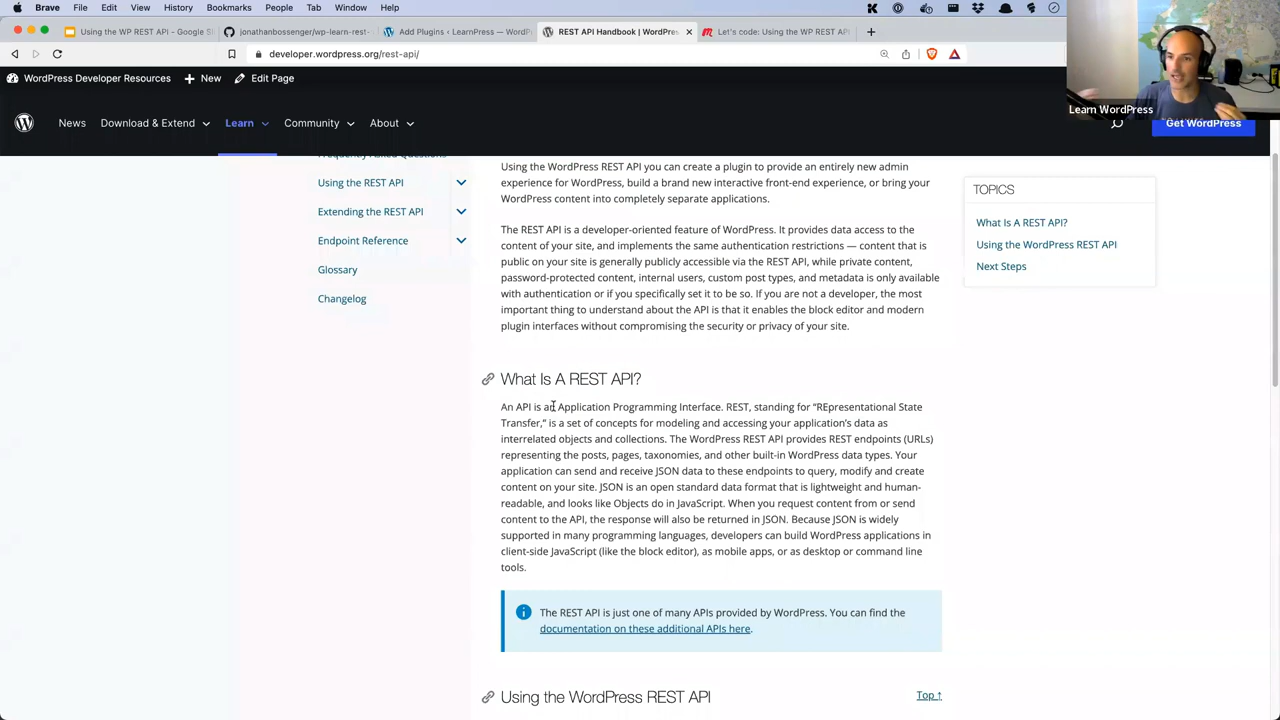 Brave File Edit View History Bookmarks Developer People Tab Window Help
Using the WP REST API - Google Sl
jonathanbossenger/wp-learn-rest-
Add Plugins ‹ LearnPress — WordP
REST API Handbook | WordPres
Let's code: Using the WP REST API
developer.wordpress.org/rest-api/
WordPress Developer Resources New Edit Page
Learn WordPress
News Download & Extend Learn Community About Get WordPress
Frequently Asked Questions
Using the REST API
Extending the REST API
Endpoint Reference
Glossary
Changelog
Using the WordPress REST API you can create a plugin to provide an entirely new admin
experience for WordPress, build a brand new interactive front-end experience, or bring your
WordPress content into completely separate applications.
The REST API is a developer-oriented feature of WordPress. It provides data access to the
content of your site, and implements the same authentication restrictions — content that is
public on your site is generally publicly accessible via the REST API, while private content,
password-protected content, internal users, custom post types, and metadata is only available
with authentication or if you specifically set it to be so. If you are not a developer, the most
important thing to understand about the API is that it enables the block editor and modern
plugin interfaces without compromising the security or privacy of your site.
What Is A REST API?
An API is an Application Programming Interface. REST, standing for “REpresentational State
Transfer,” is a set of concepts for modeling and accessing your application’s data as
interrelated objects and collections. The WordPress REST API provides REST endpoints (URLs)
representing the posts, pages, taxonomies, and other built-in WordPress data types. Your
application can send and receive JSON data to these endpoints to query, modify and create
content on your site. JSON is an open standard data format that is lightweight and human-
readable, and looks like Objects do in JavaScript. When you request content from or send
content to the API, the response will also be returned in JSON. Because JSON is widely
supported in many programming languages, developers can build WordPress applications in
client-side JavaScript (like the block editor), as mobile apps, or as desktop or command line
tools.
The REST API is just one of many APIs provided by WordPress. You can find the
documentation on these additional APIs here.
Using the WordPress REST API
Top ↑
TOPICS
What Is A REST API?
Using the WordPress REST API
Next Steps